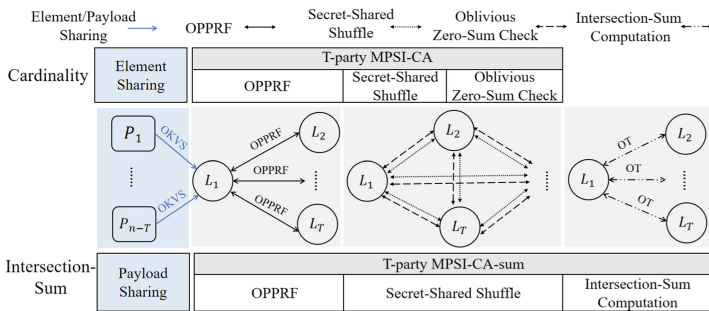 Element/Payload
Sharing
OPPRF
Secret-Shared
Shuffle
Oblivious
Zero-Sum Check
Intersection-Sum
Computation
Cardinality
Element
Sharing
T-party MPSI-CA
OPPRF
Secret-Shared
Shuffle
Oblivious
Zero-Sum Check
P1
OKVS
Pn−T
OKVS
L1
OPPRF
L2
OPPRF
OPPRF
LT
L1
L2
LT
L1
OT
L2
OT
OT
LT
Intersection-
Sum
Payload
Sharing
T-party MPSI-CA-sum
OPPRF
Secret-Shared Shuffle
Intersection-Sum
Computation